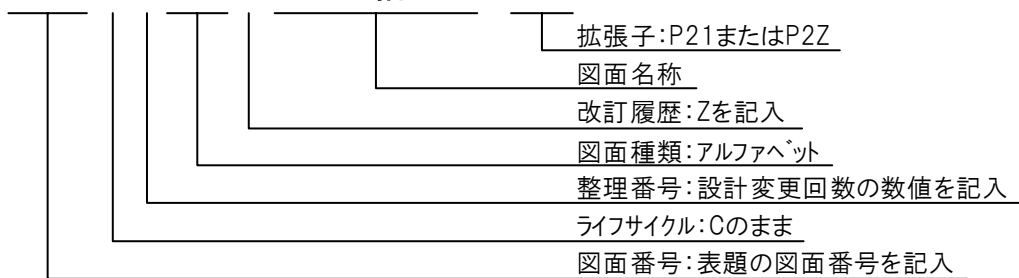 拡張子:P21またはP2Z
図面名称
改訂履歴:Zを記入
図面種類:アルファベット
整理番号:設計変更回数の数値を記入
ライフサイクル:Cのまま
図面番号:表題の図面番号を記入